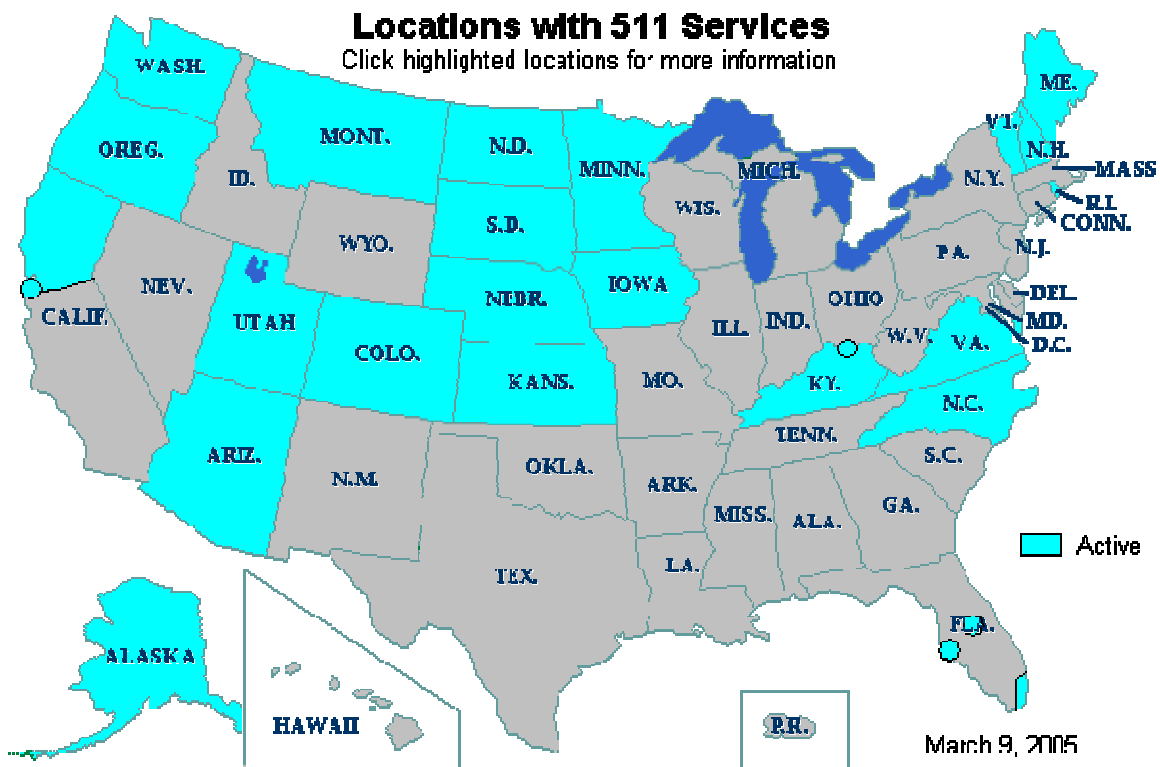 Locations with 511 Services
Click highlighted locations for more information
WASH.
ME.
VT.
MONT.
N.D.
OREG.
N.H.
MINN.
MICH.
MASS
ID.
N.Y.
R.I.
WIS.
CONN.
S.D.
WYO.
PA.
N.J.
NEV.
IOWA
NEBR.
OHIO
DEL.
CALIF.
UTAH
ILL.
IND.
MD.
W.V.
VA.
D.C.
COLO.
KANS.
MO.
KY.
N.C.
TENN.
ARIZ.
S.C.
OKLA.
N.M.
ARK.
GA.
MISS.
ALA.
Active
LA.
TEX.
FLA.
ALASKA
HAWAII
P.R.
March 9, 2005